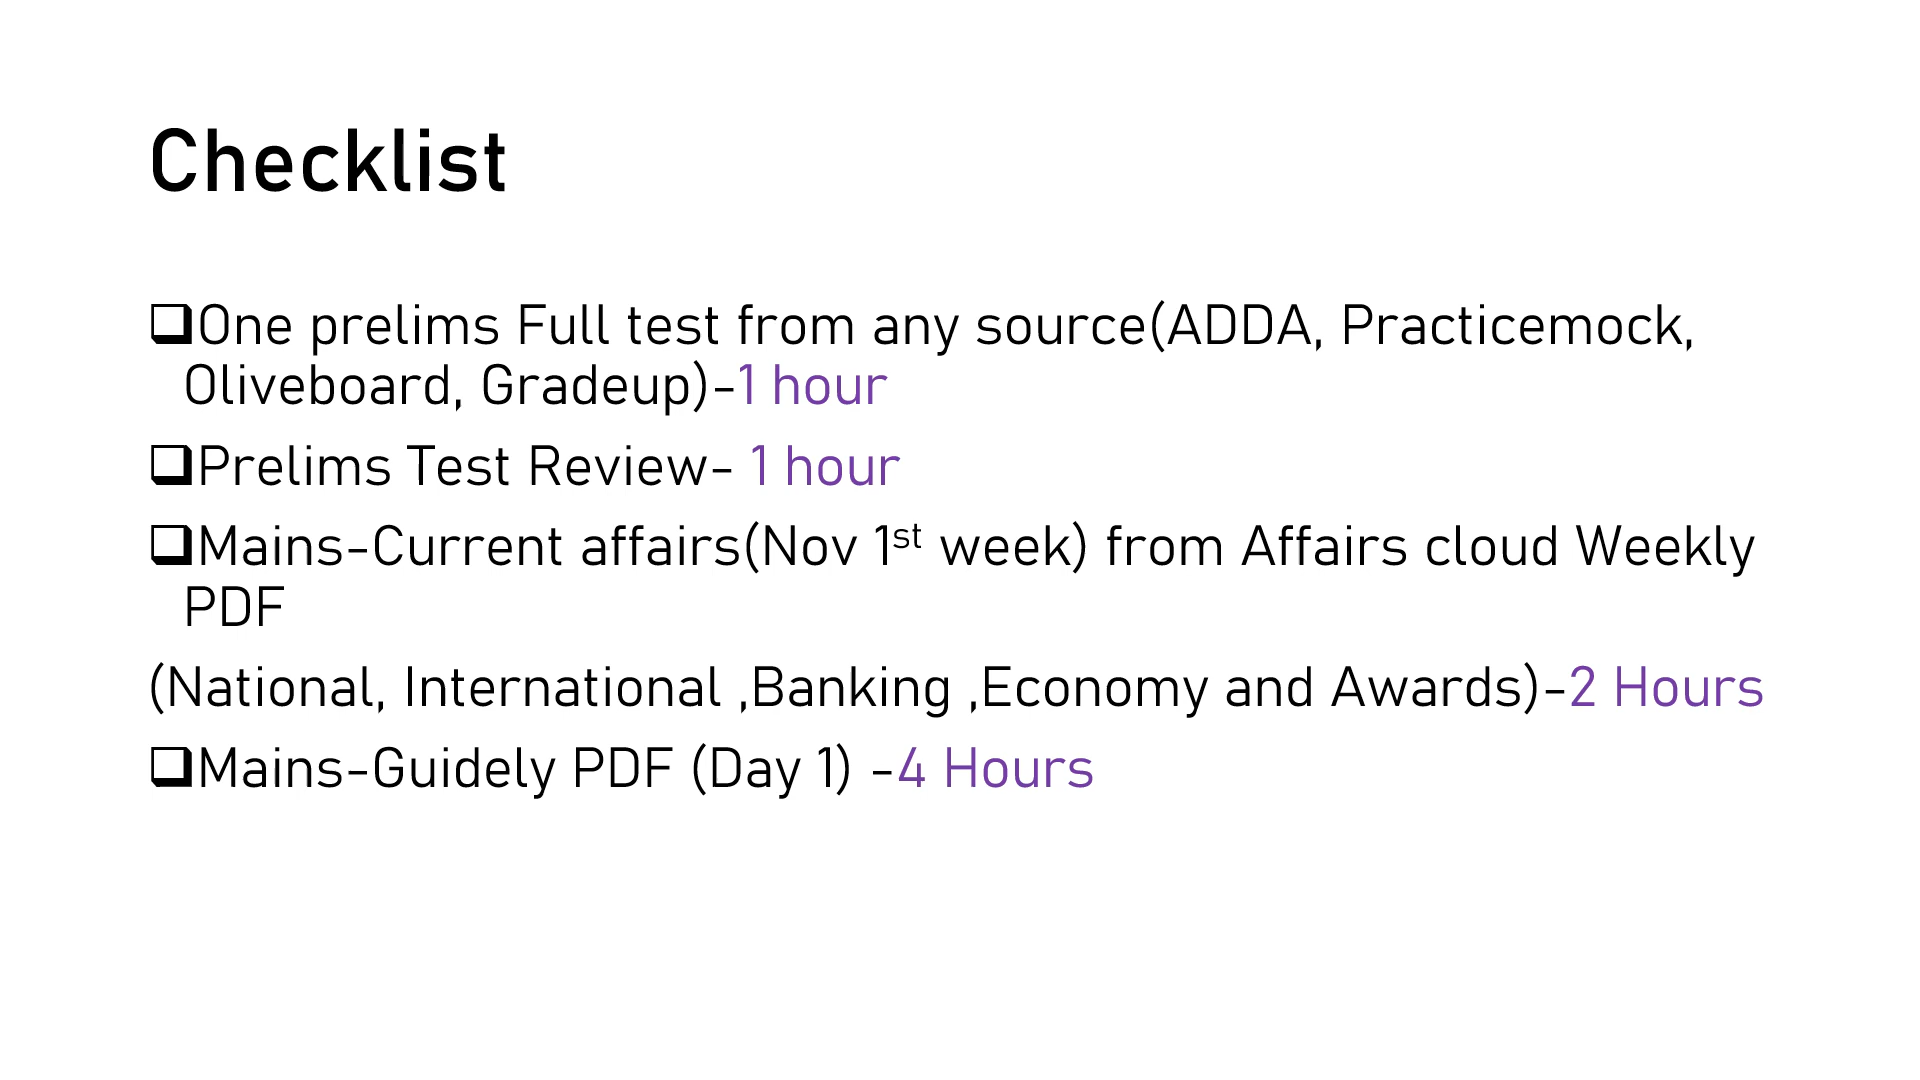 Checklist
❑One prelims Full test from any source(ADDA, Practicemock,
Oliveboard, Gradeup)-1 hour
❑Prelims Test Review- 1 hour
❑Mains-Current affairs(Nov 1st week) from Affairs cloud Weekly
PDF
(National, International ,Banking ,Economy and Awards)-2 Hours
❑Mains-Guidely PDF (Day 1) -4 Hours